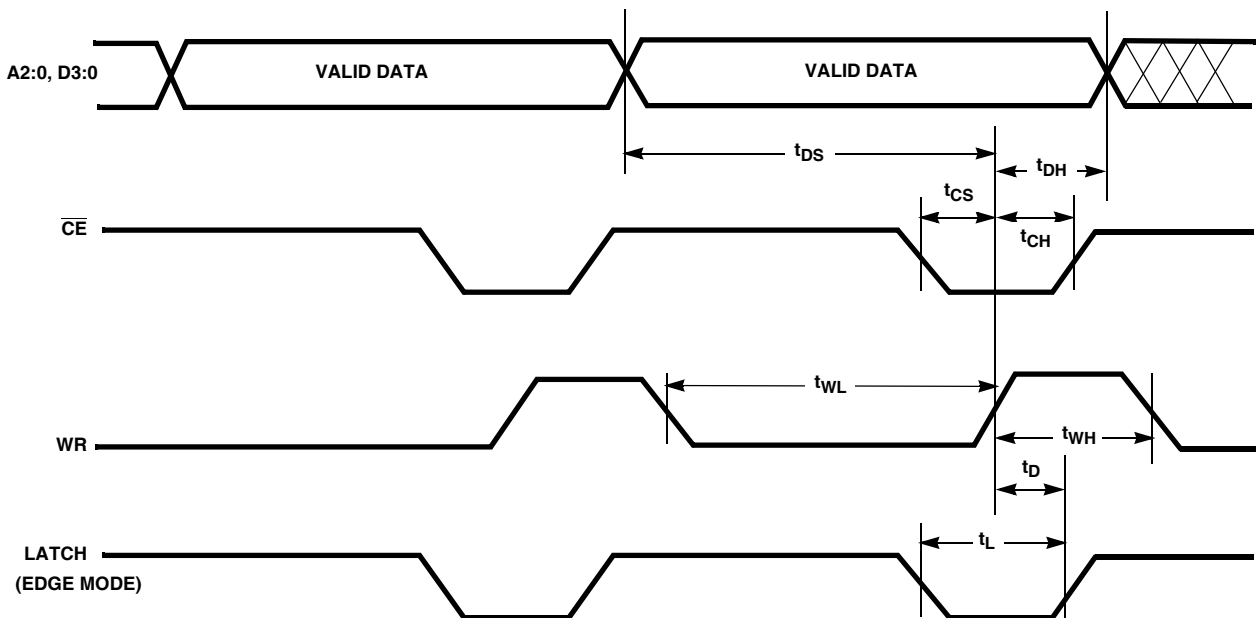 A2:0, D3:0
VALID DATA
VALID DATA
tDS
tDH
tCS
CE
tCH
tWL
WR
tWH
tD
LATCH
(EDGE MODE)
tL